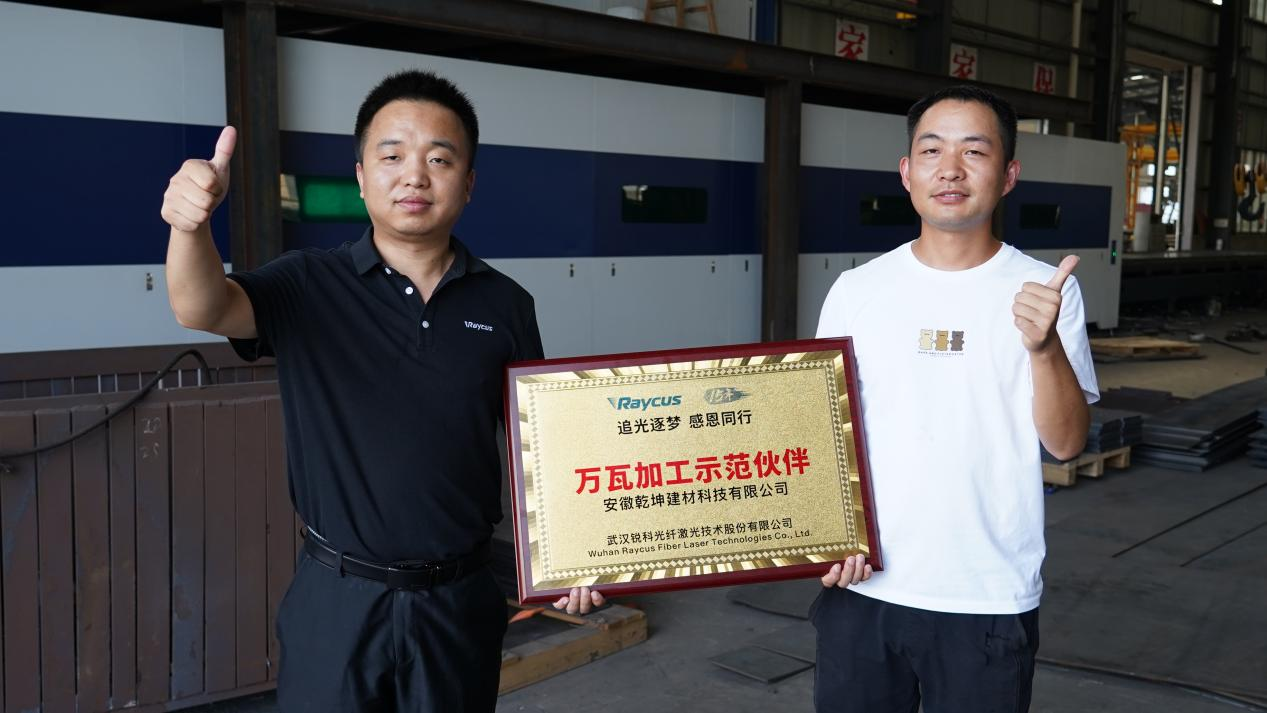 家
家
保
Raycus
Raycus
追光逐梦 感恩同行
万瓦加工示范伙伴
安徽乾坤建材科技有限公司
武汉锐科光纤激光技术股份有限公司
Wuhan Raycus Fiber Laser Technologies Co., Ltd.